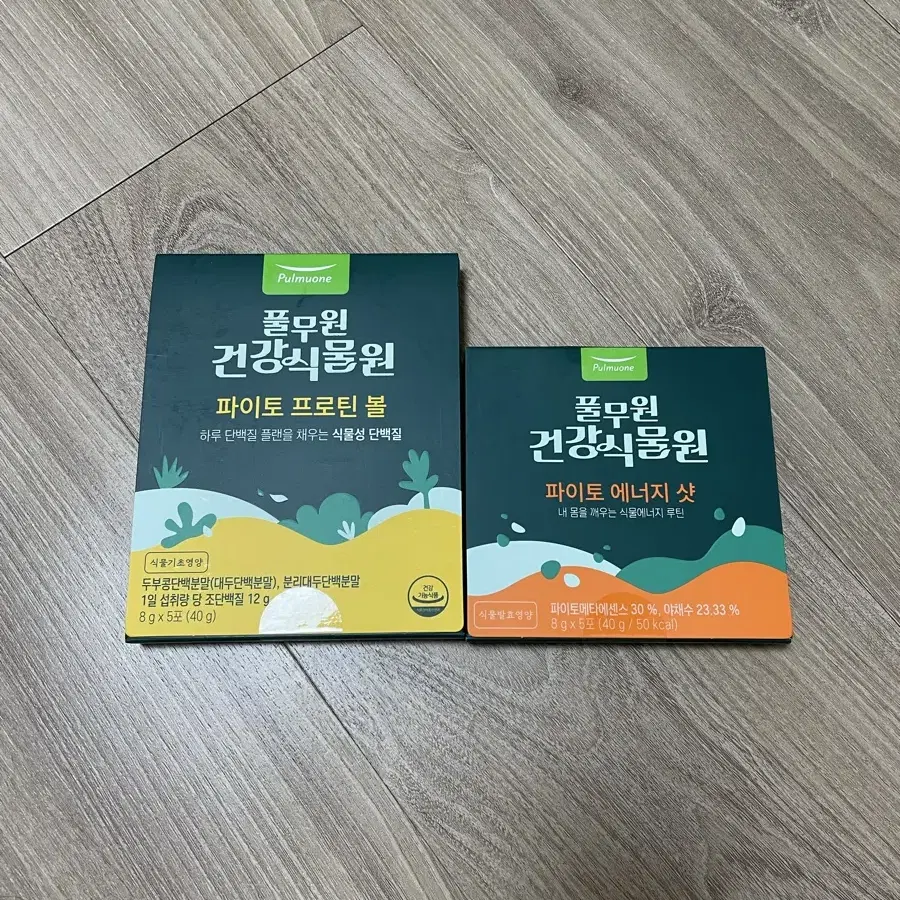 Pulmuone
풀무원
건강식물원
파이토 프로틴 볼
하루 단백질 플랜을 채우는 식물성 단백질
식물기초영양
두부콩단백분말(대두단백분말), 분리대두단백분말
1일 섭취량 당 조단백질 12 g
8 g x 5포 (40 g)
건강
기능식품
Pulmuone
풀무원
건강식물원
파이토 에너지 샷
내 몸을 깨우는 식물에너지 루틴
식물발효영양
파이토메타에센스 30 %, 야채수 23.33 %
8 g x 5포 (40 g / 50 kcal)